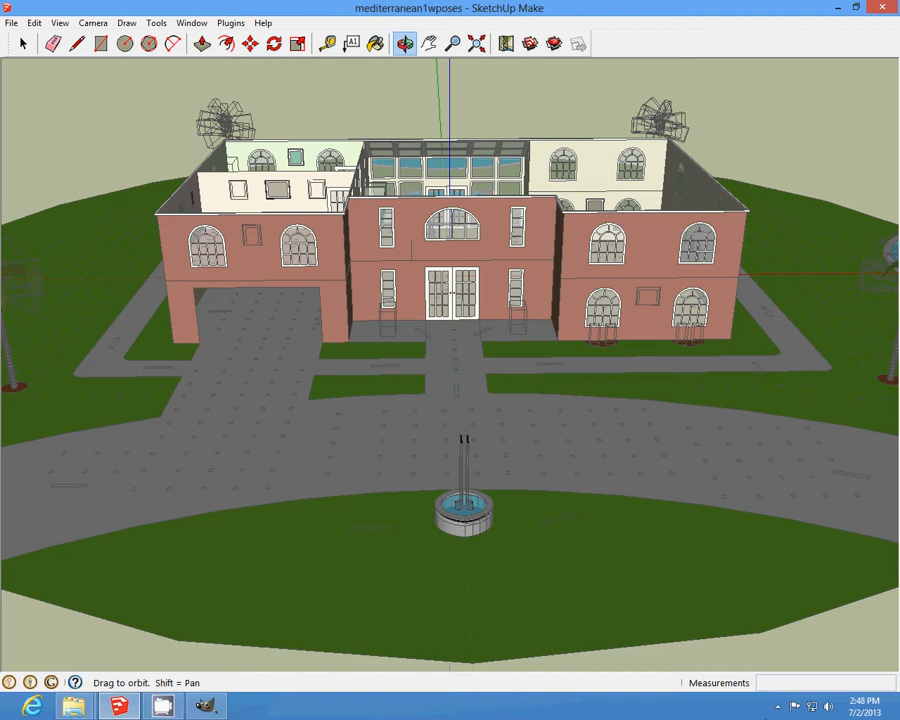 mediterranean1wposes - SketchUp Make
File Edit View Camera Draw Tools Window Plugins Help
A1
Drag to orbit. Shift = Pan
Measurements
2:48 PM
7/2/2013